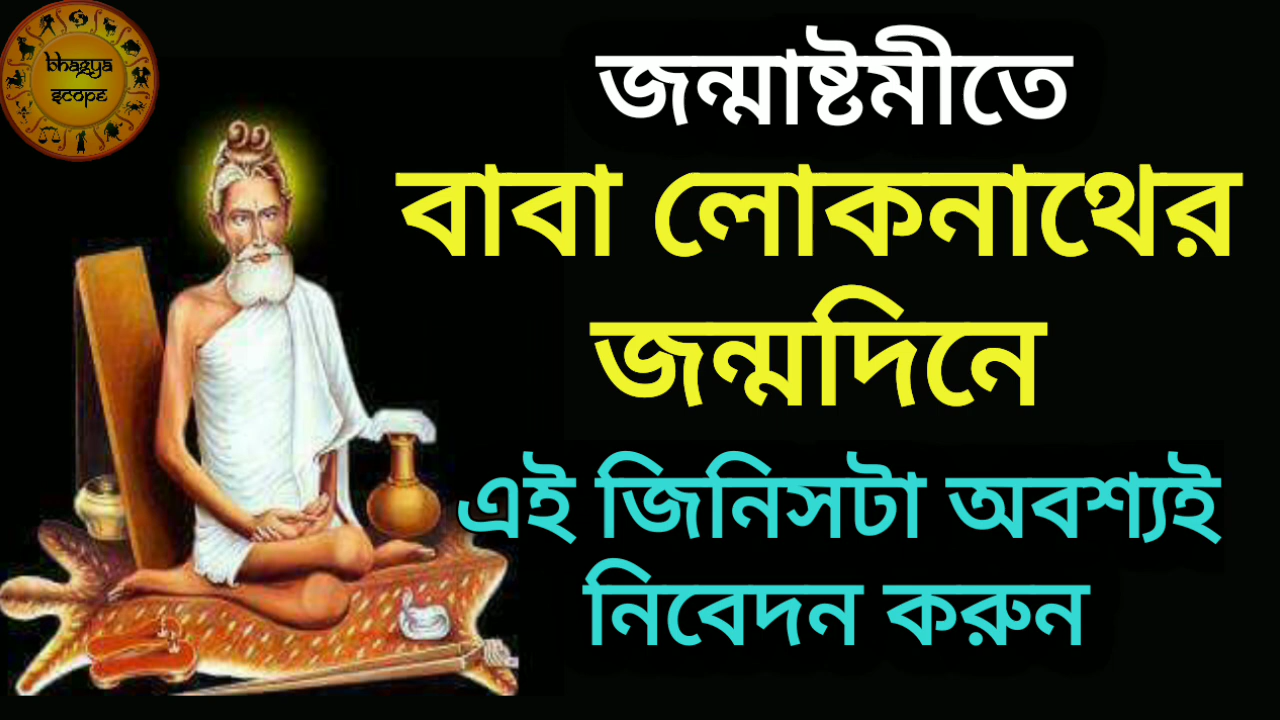 bhagya
scope
জন্মাষ্টমীতে
বাবা লোকনাথের
জন্মদিনে
এই জিনিসটা অবশ্যই
নিবেদন করুন